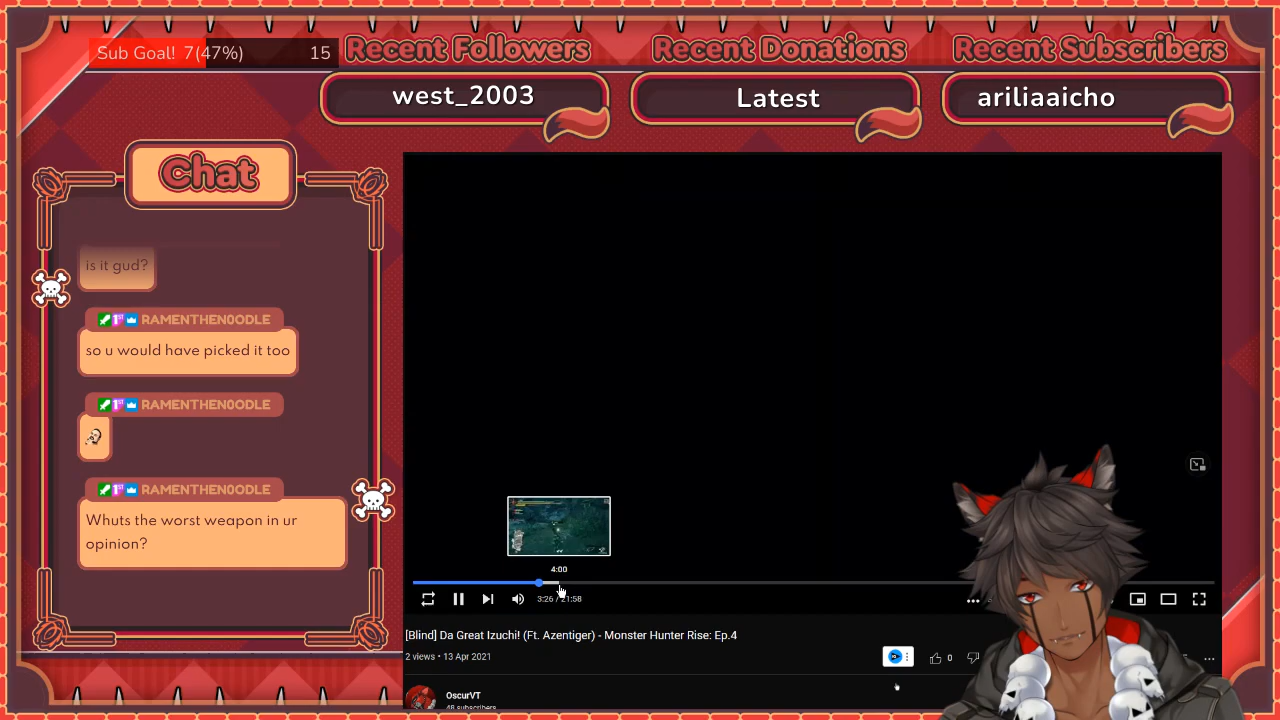 Sub Goal! 7(47%) 15
Recent Followers
Recent Donations
Recent Subscribers
west_2003
Latest
ariliaaicho
Chat
is it gud?
RAMENTHENOODLE
so u would have picked it too
RAMENTHENOODLE
RAMENTHENOODLE
Whuts the worst weapon in ur
opinion?
4:00
3:26 / 21:58
[Blind] Da Great Izuchi! (Ft. Azentiger) - Monster Hunter Rise: Ep.4
2 views • 13 Apr 2021
0
OscurVT
48 subscribers